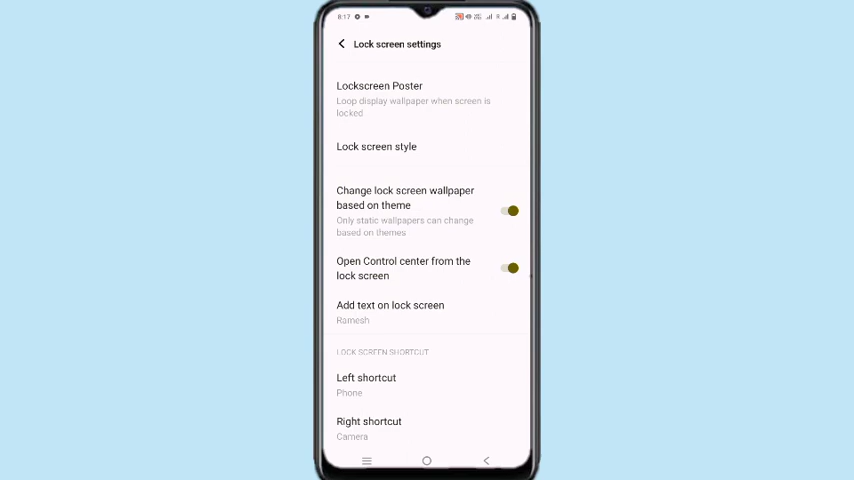 8:17
Lock screen settings
Lockscreen Poster
Loop display wallpaper when screen is
locked
Lock screen style
Change lock screen wallpaper
based on theme
Only static wallpapers can change
based on themes
Open Control center from the
lock screen
Add text on lock screen
Ramesh
LOCK SCREEN SHORTCUT
Left shortcut
Phone
Right shortcut
Camera